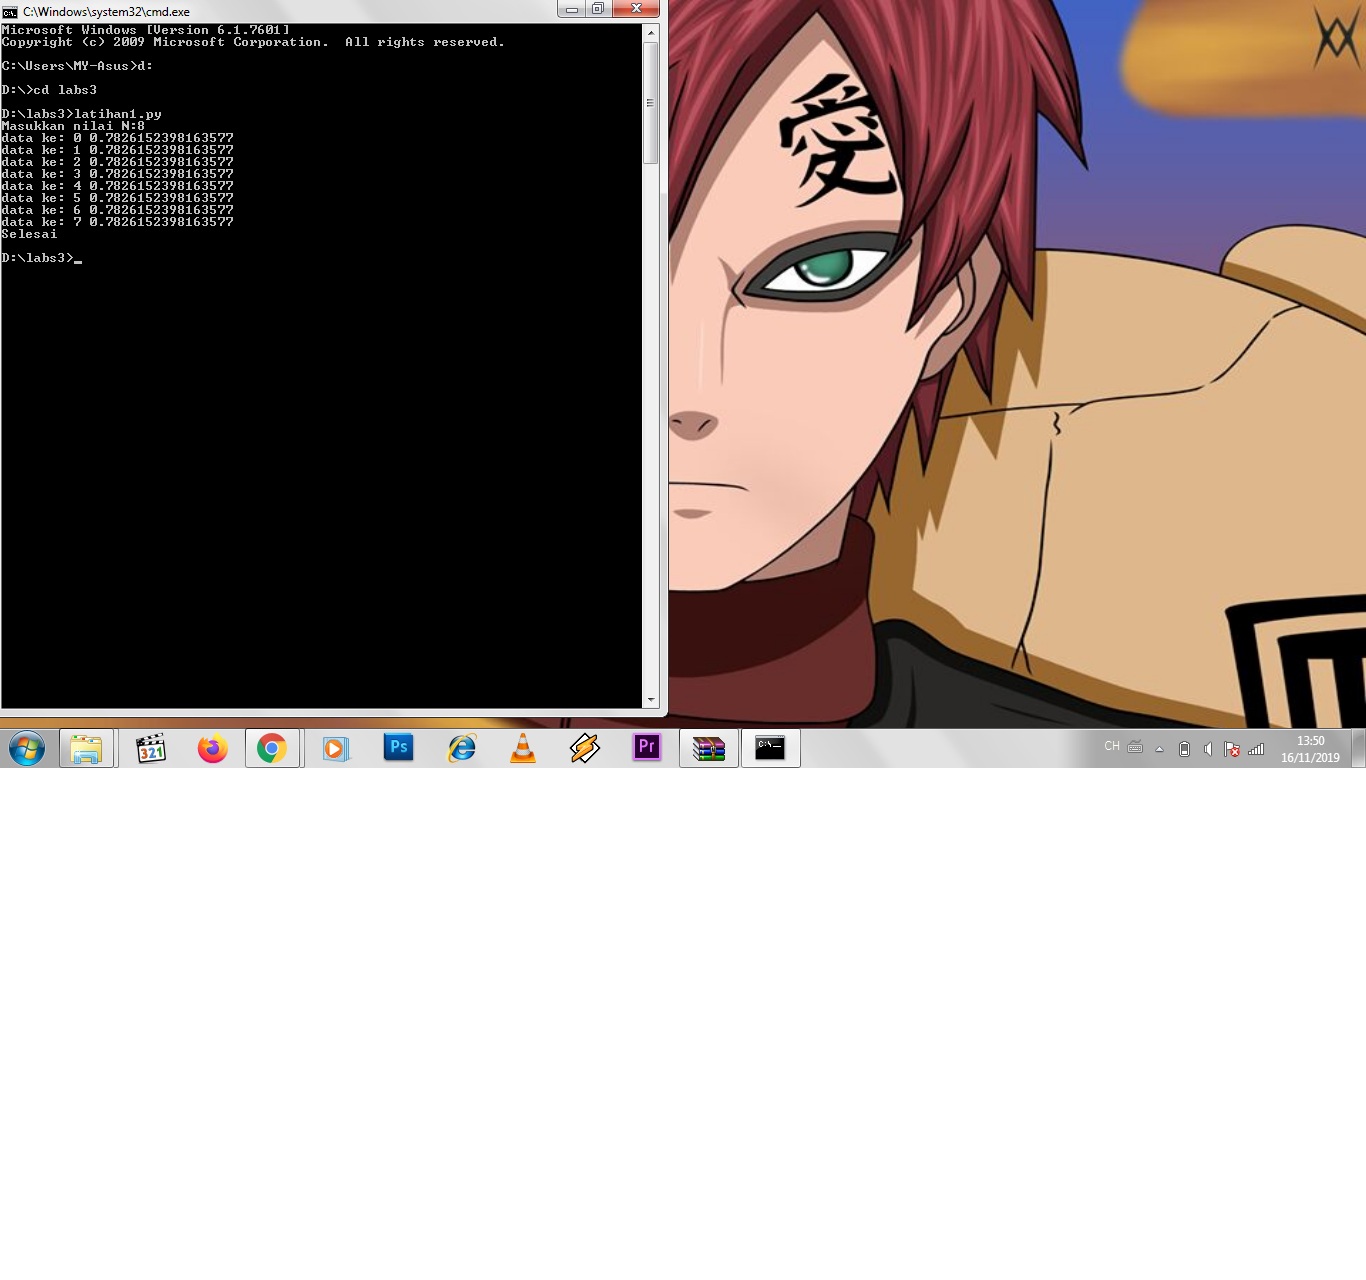 C:\Windows\system32\cmd.exe
Microsoft Windows [Version 6.1.7601]
Copyright (c) 2009 Microsoft Corporation.  All rights reserved.
C:\Users\MY-Asus>d:
D:\>cd labs3
D:\labs3>latihan1.py
Masukkan nilai N:8
data ke: 0 0.7826152398163577
data ke: 1 0.7826152398163577
data ke: 2 0.7826152398163577
data ke: 3 0.7826152398163577
data ke: 4 0.7826152398163577
data ke: 5 0.7826152398163577
data ke: 6 0.7826152398163577
data ke: 7 0.7826152398163577
Selesai
D:\labs3>_
愛
321
Ps
Pr
C:\_
CH
13:50
16/11/2019